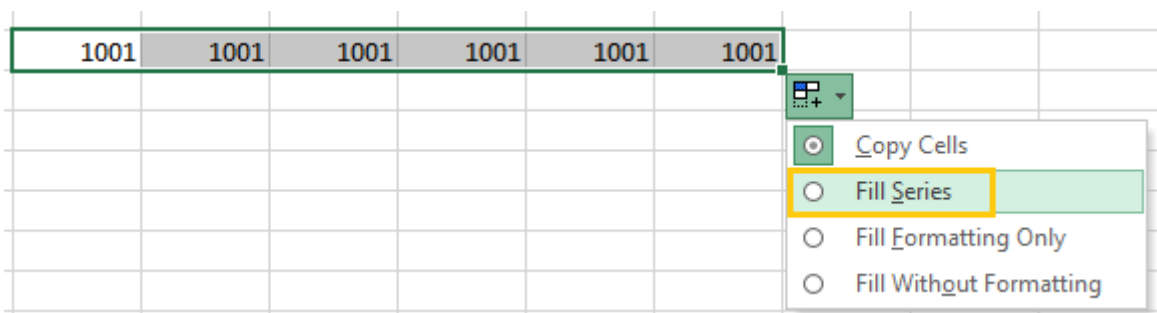 1001 1001 1001 1001 1001 1001
Copy Cells
Fill Series
Fill Formatting Only
Fill Without Formatting